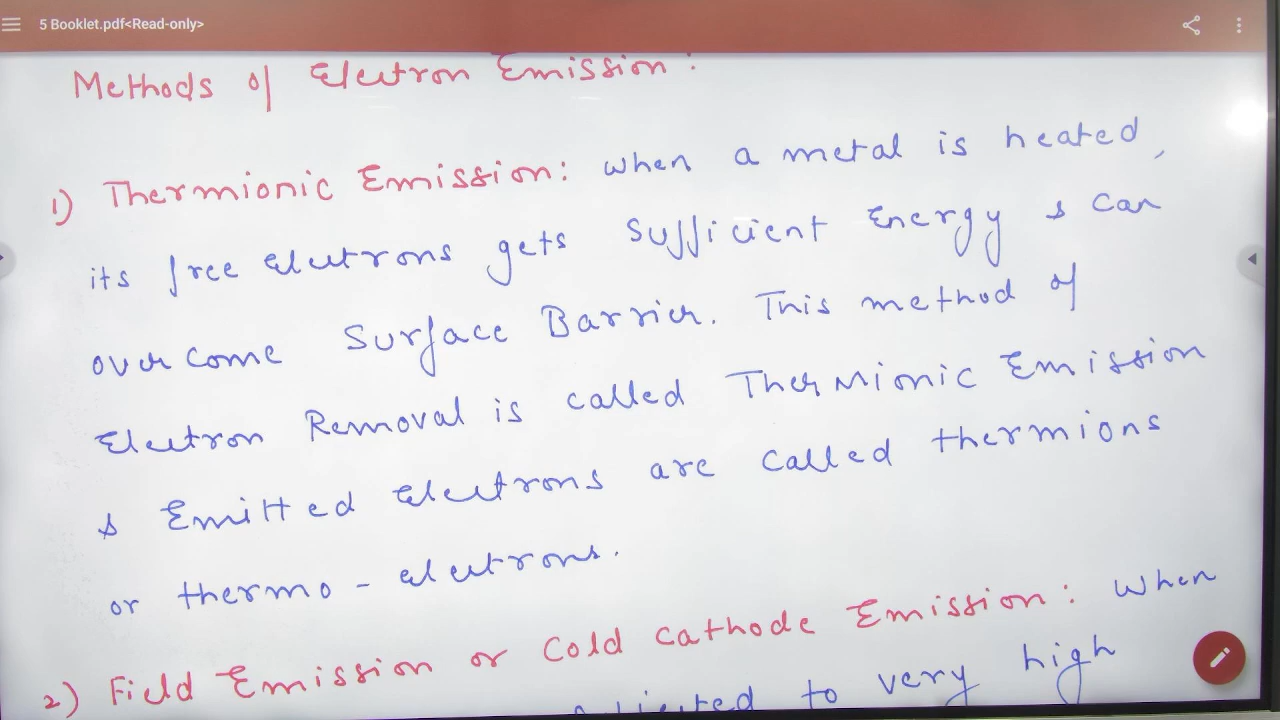 5 Booklet.pdf<Read-only>
Methods of Electron Emission:
1) Thermionic Emission: when a metal is heated,
its free electrons gets sufficient Energy & can
overcome Surface Barrier. This method of
Electron Removal is called Thermionic Emission
& Emitted electrons are called thermions
or thermo-electrons.
2) Field Emission or Cold Cathode Emission: When
to very high